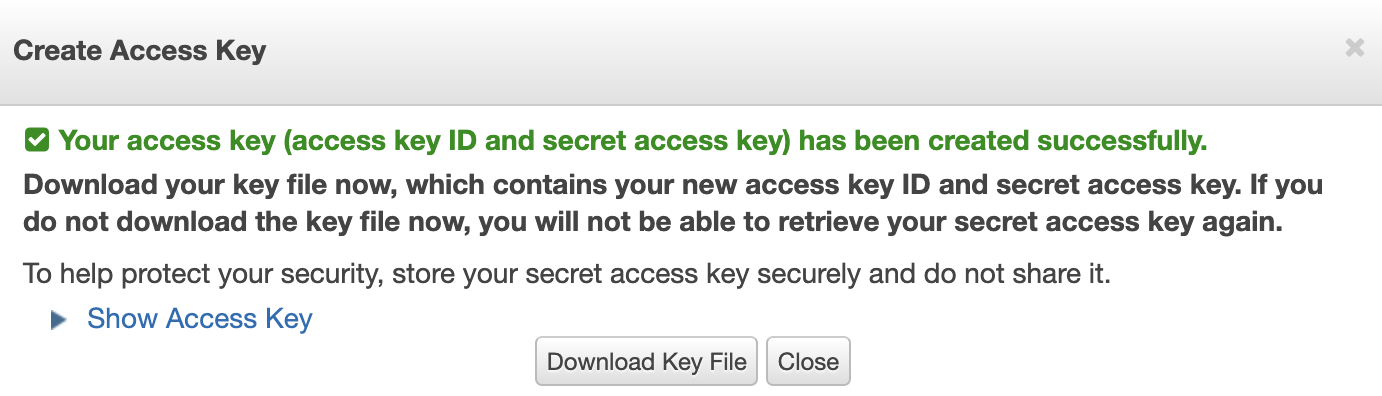 Create Access Key
Your access key (access key ID and secret access key) has been created successfully.
Download your key file now, which contains your new access key ID and secret access key. If you
do not download the key file now, you will not be able to retrieve your secret access key again.
To help protect your security, store your secret access key securely and do not share it.
Show Access Key
Download Key File Close